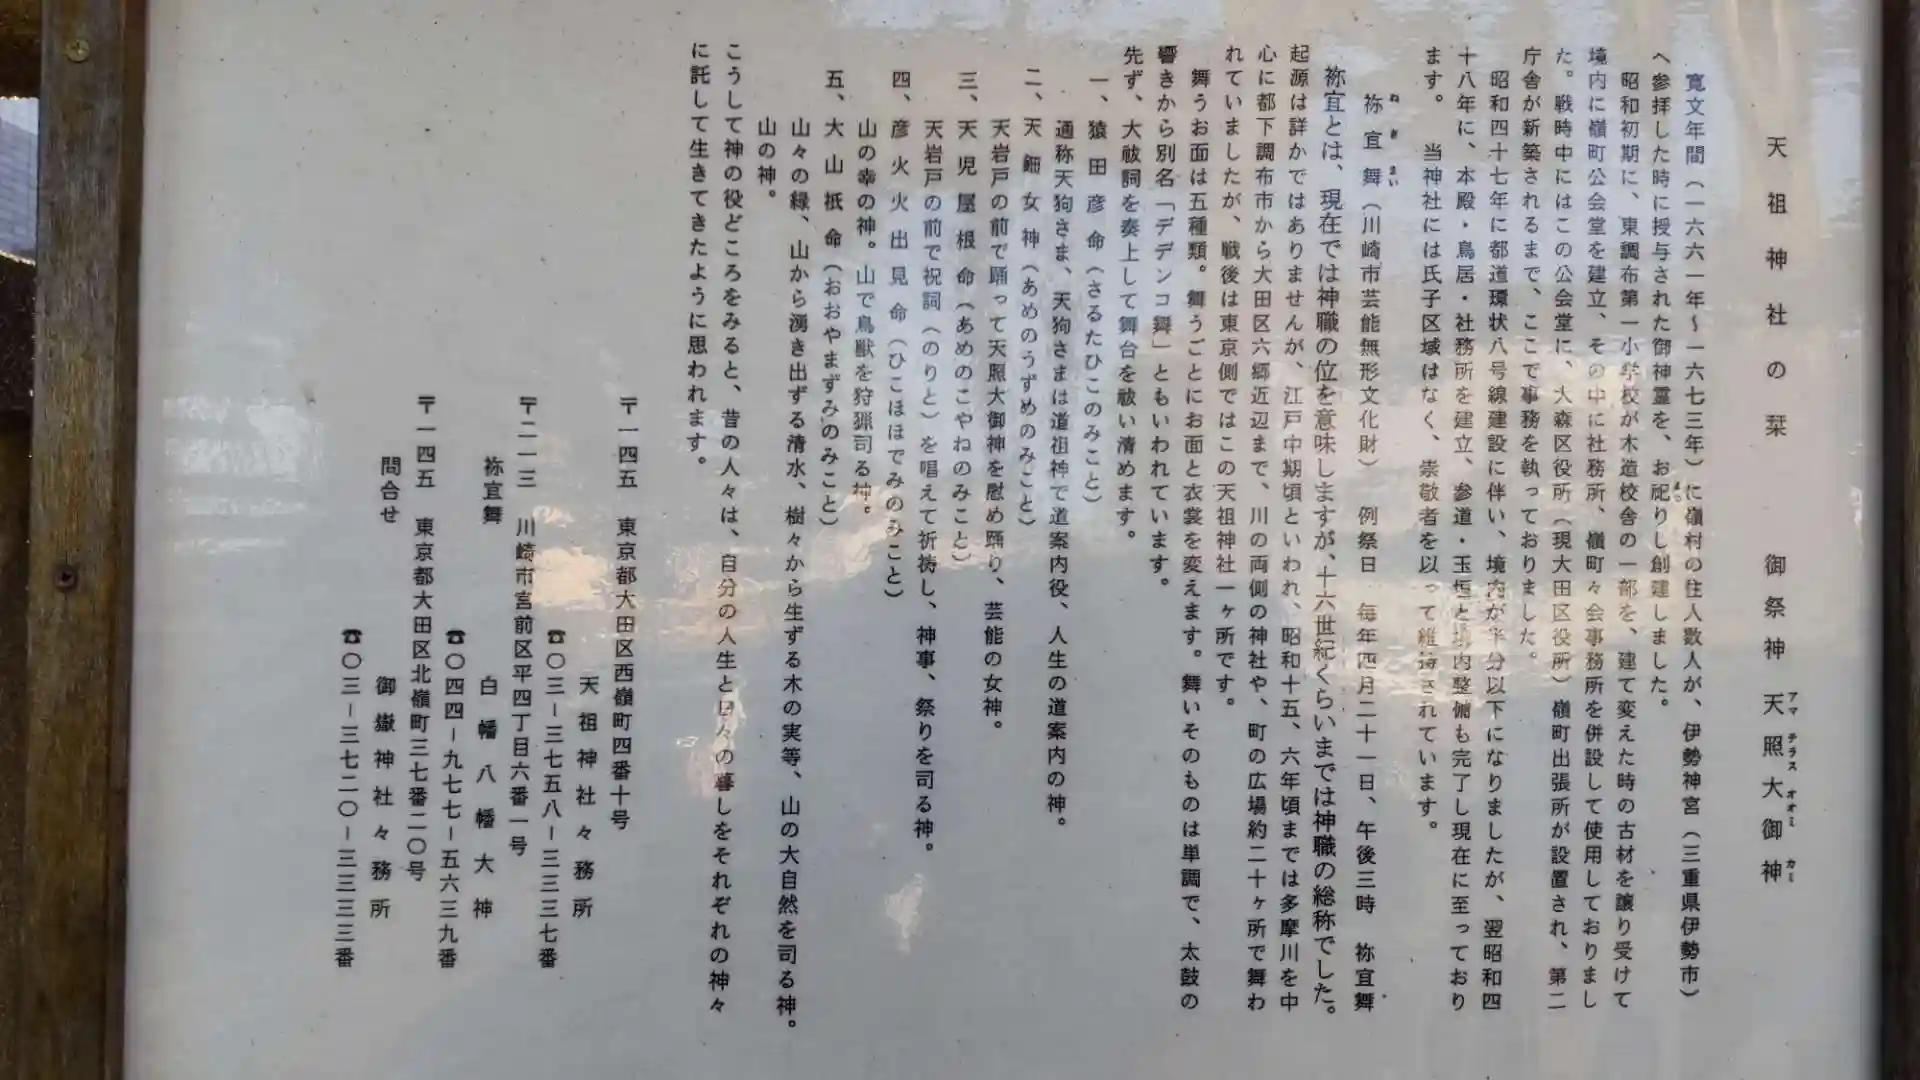 天祖神社の栞　御祭神　天照大御神
アマ テラス オオミ カミ
寛文年間（一六六一年～一六七三年）に嶺村の住人数人が、伊勢神宮（三重県伊勢市）
へ参拝した時に授与された御神霊を、お祀りし創建しました。
昭和初期に、東調布第一小学校が木造校舎の一部を、建て変えた時の古材を譲り受けて
境内に嶺町公会堂を建立、その中に社務所、嶺町々会事務所を併設して使用しておりまし
た。戦時中にはこの公会堂に、大森区役所（現大田区役所）嶺町出張所が設置され、第二
庁舎が新築されるまで、ここで事務を執っておりました。
昭和四十七年に都道環状八号線建設に伴い、境内が半分以下になりましたが、翌昭和四
十八年に、本殿・鳥居・社務所を建立、参道・玉垣と境内整備も完了し現在に至っており
ます。　当神社には氏子区域はなく、崇敬者を以って維持されています。
ねぎまい
祢宜舞（川崎市芸能無形文化財）　例祭日　毎年四月二十一日、午後三時　祢宜舞
祢宜とは、現在では神職の位を意味しますが、十六世紀くらいまでは神職の総称でした。
起源は詳かではありませんが、江戸中期頃といわれ、昭和十五、六年頃までは多摩川を中
心に都下調布市から大田区六郷近辺まで、川の両側の神社や、町の広場約二十ヶ所で舞わ
れていましたが、戦後は東京側ではこの天祖神社一ヶ所です。
舞うお面は五種類。舞うごとにお面と衣裳を変えます。舞いそのものは単調で、太鼓の
響きから別名「デデンコ舞」ともいわれています。
先ず、大祓詞を奏上して舞台を祓い清めます。
一、猿田彦命（さるたひこのみこと）
通称天狗さま、天狗さまは道祖神で道案内役、人生の道案内の神。
二、天鈿女神（あめのうずめのみこと）
天岩戸の前で踊って天照大御神を慰め踊り、芸能の女神。
三、天児屋根命（あめのこやねのみこと）
天岩戸の前で祝詞（のりと）を唱えて祈祷し、神事、祭りを司る神。
四、彦火火出見命（ひこほほでみのみこと）
山の幸の神。山で鳥獣を狩猟司る神。
五、大山祇命（おおやまずみのみこと）
山々の緑、山から湧き出ずる清水、樹々から生ずる木の実等、山の大自然を司る神。
山の神。
こうして神の役どころをみると、昔の人々は、自分の人生と日々の暮しをそれぞれの神々
に託して生きてきたように思われます。
〒一四五　東京都大田区西嶺町四番十号
天祖神社々務所
☎〇三－三七五八－三三三七番
〒二一三　川崎市宮前区平四丁目六番一号
祢宜舞　白幡八幡大神
☎〇四四－九七七－五六三九番
〒一四五　東京都大田区北嶺町三七番二〇号
問合せ　御嶽神社々務所
☎〇三－三七二〇－三三三三番